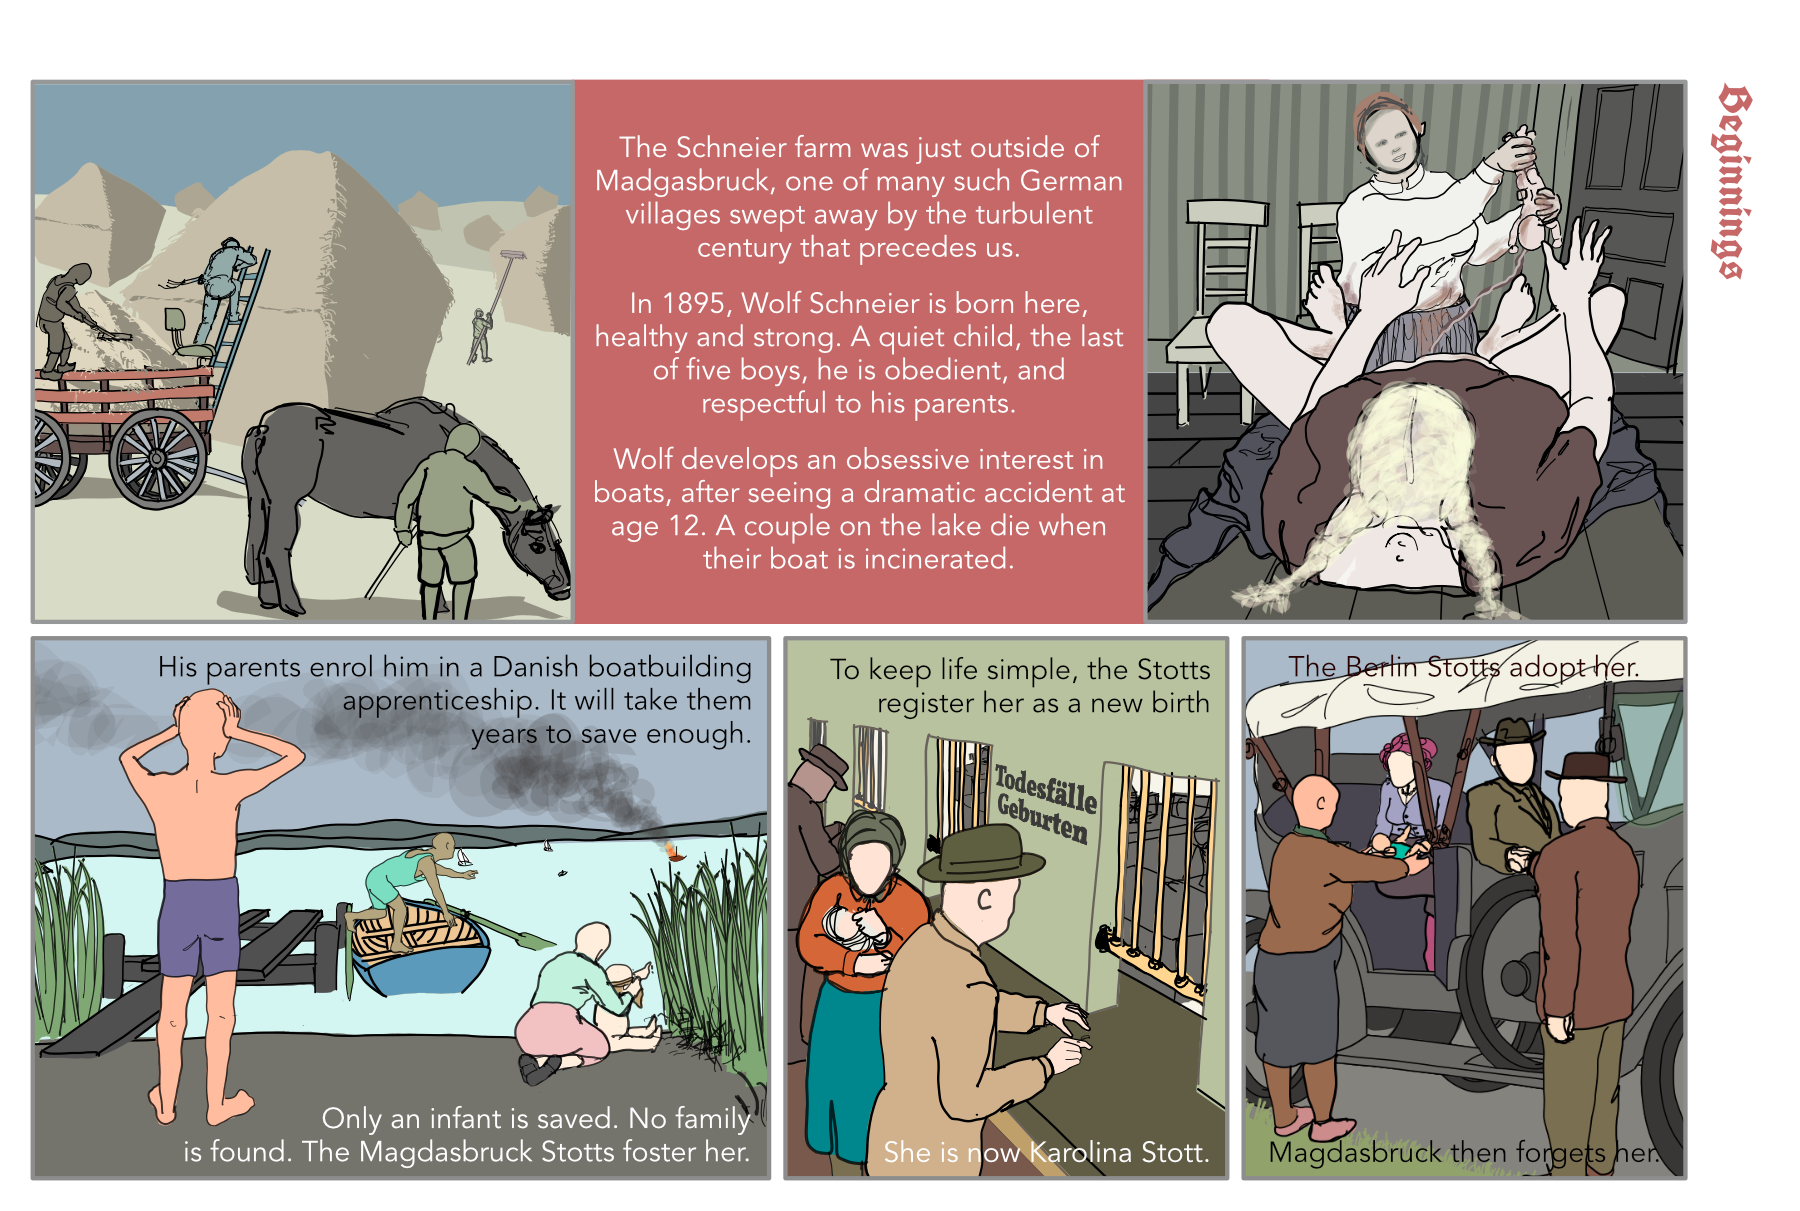 Beginnings
The Schneier farm was just outside of
Madgasbruck, one of many such German
villages swept away by the turbulent
century that precedes us.
In 1895, Wolf Schneier is born here,
healthy and strong. A quiet child, the last
of five boys, he is obedient, and
respectful to his parents.
Wolf develops an obsessive interest in
boats, after seeing a dramatic accident at
age 12. A couple on the lake die when
their boat is incinerated.
His parents enrol him in a Danish boatbuilding
apprenticeship. It will take them
years to save enough.
Only an infant is saved. No family
is found. The Magdasbruck Stotts foster her.
To keep life simple, the Stotts
register her as a new birth
Todesfälle
Geburten
She is now Karolina Stott.
The Berlin Stotts adopt her.
Magdasbruck then forgets her.